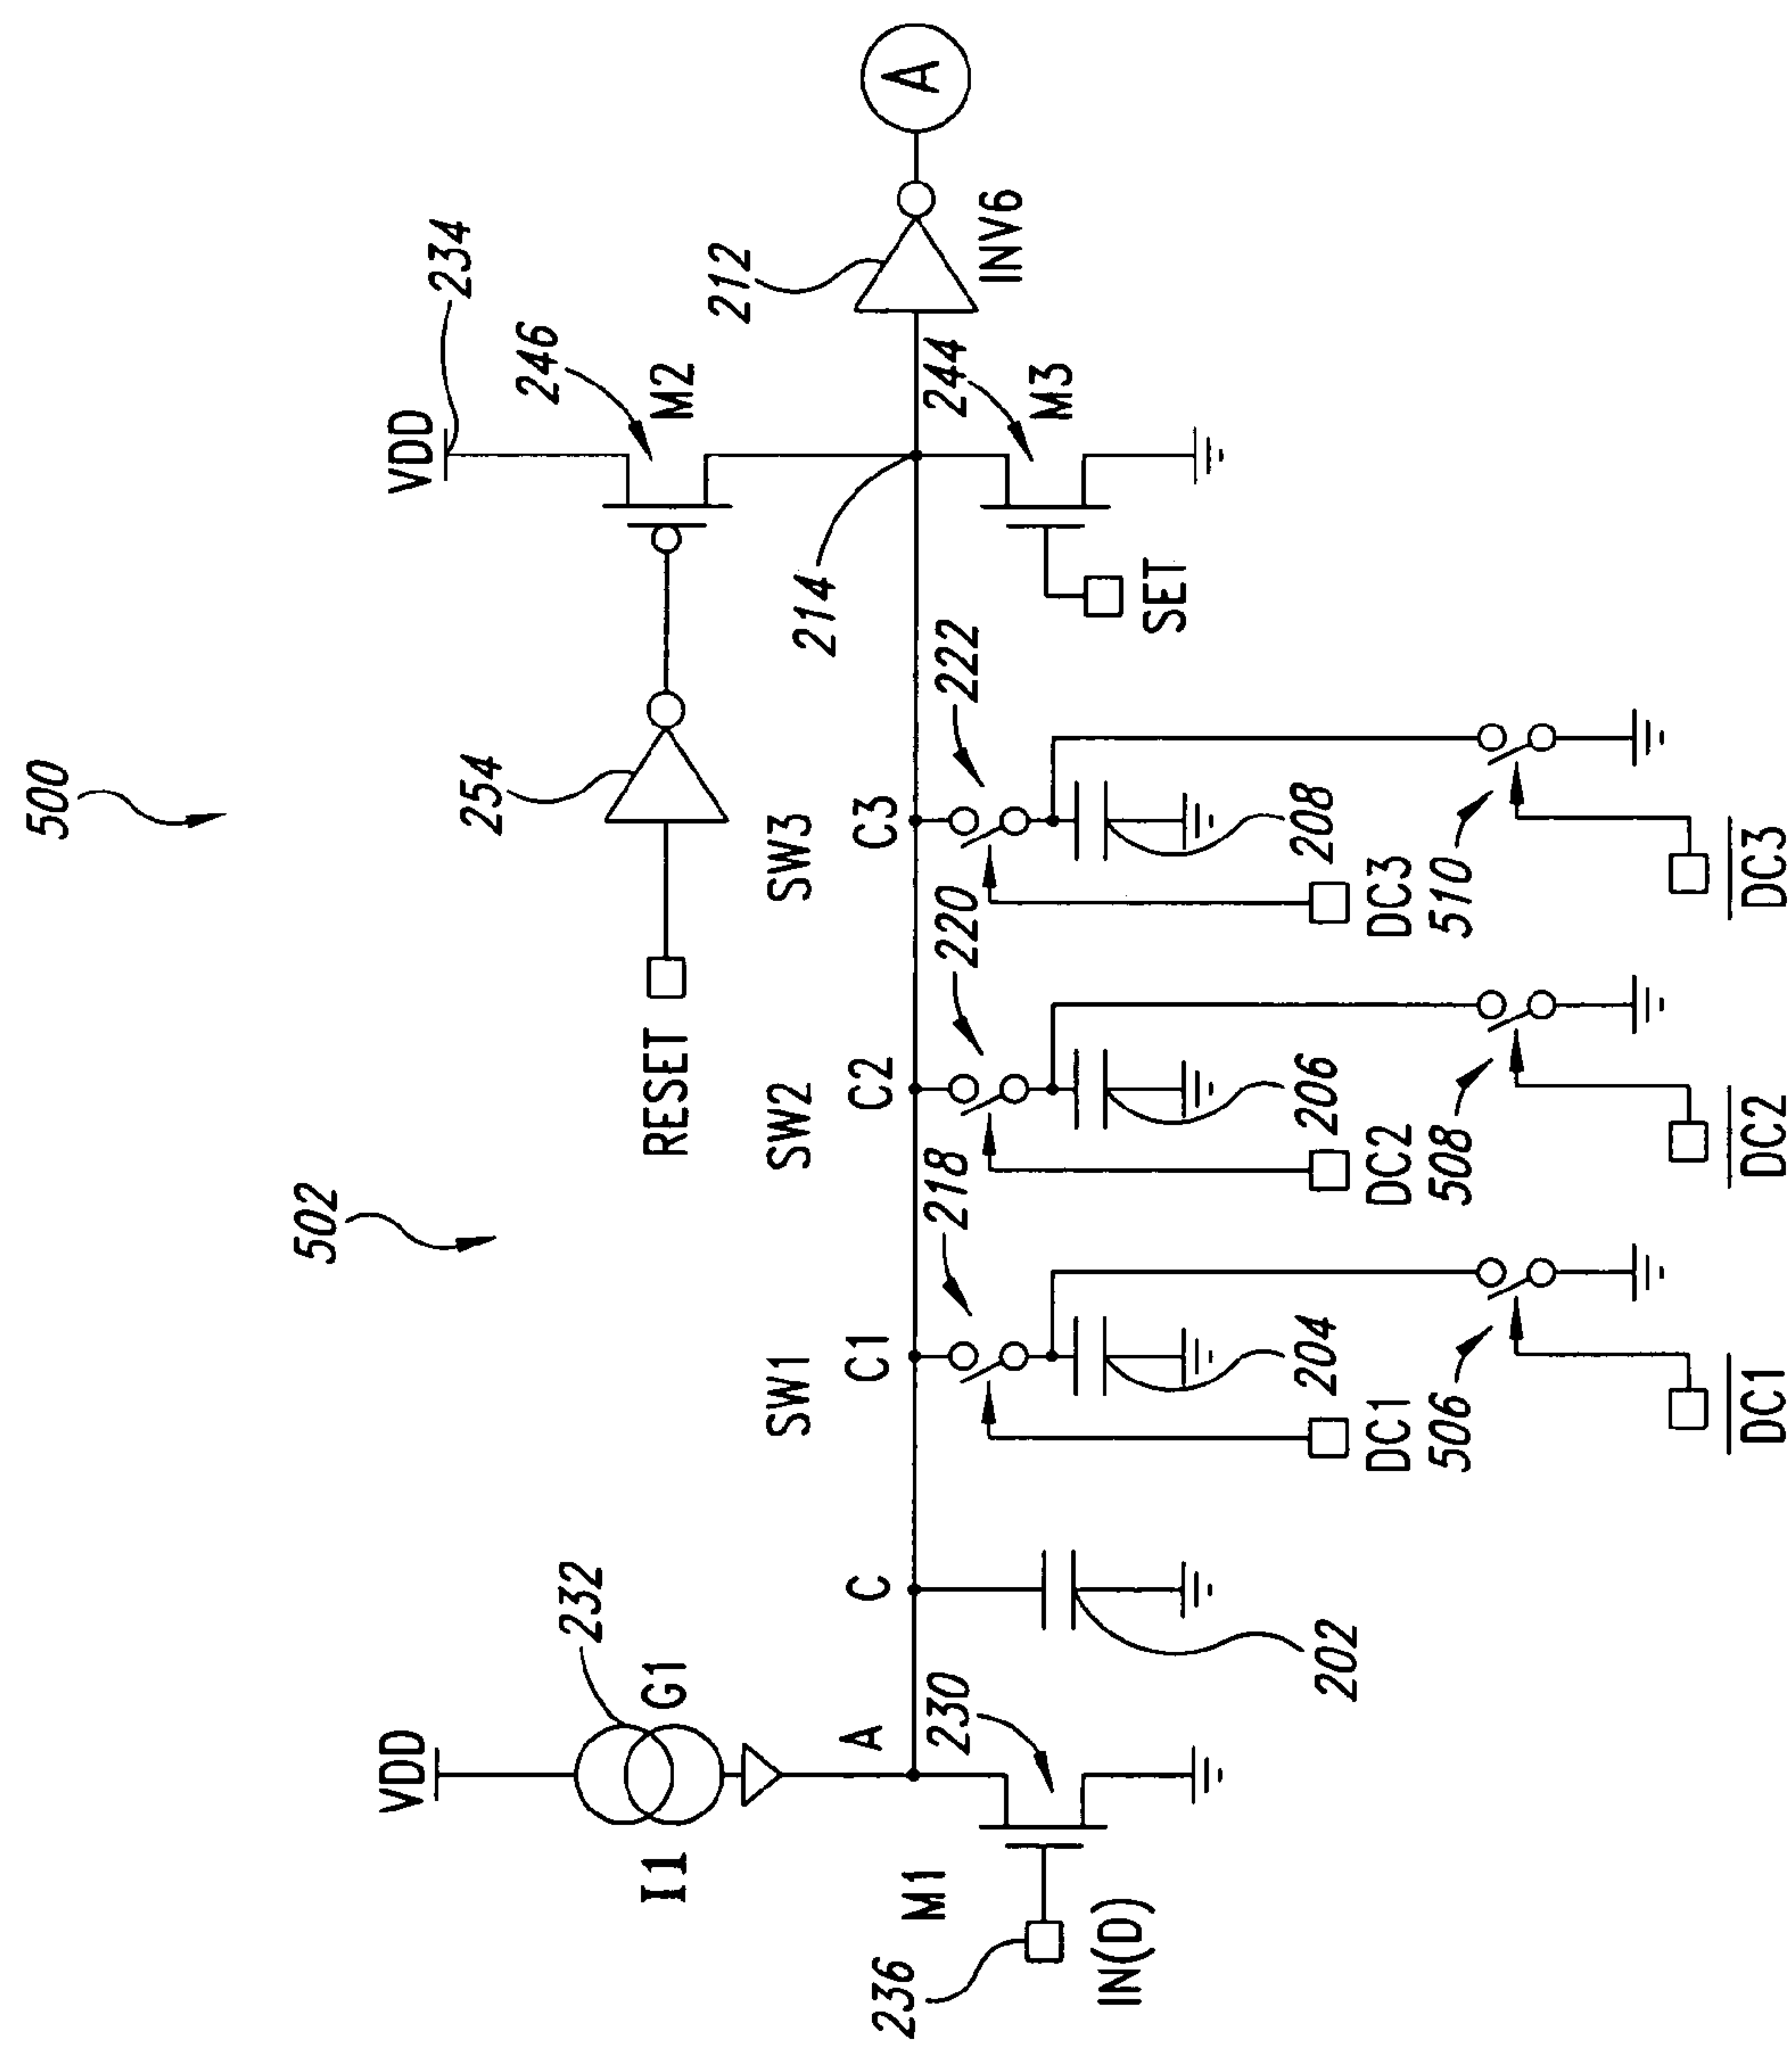 500
502
VDD
234
VDD
232
I1
G1
254
246
M2
RESET
212
SW1
SW2
SW3
214
A
C
C1
C2
C3
A
236
M1
230
218
220
222
244
INV6
M3
IN(D)
SET
202
204
206
208
DC1
DC2
DC3
506
508
510
DC1
DC2
DC3